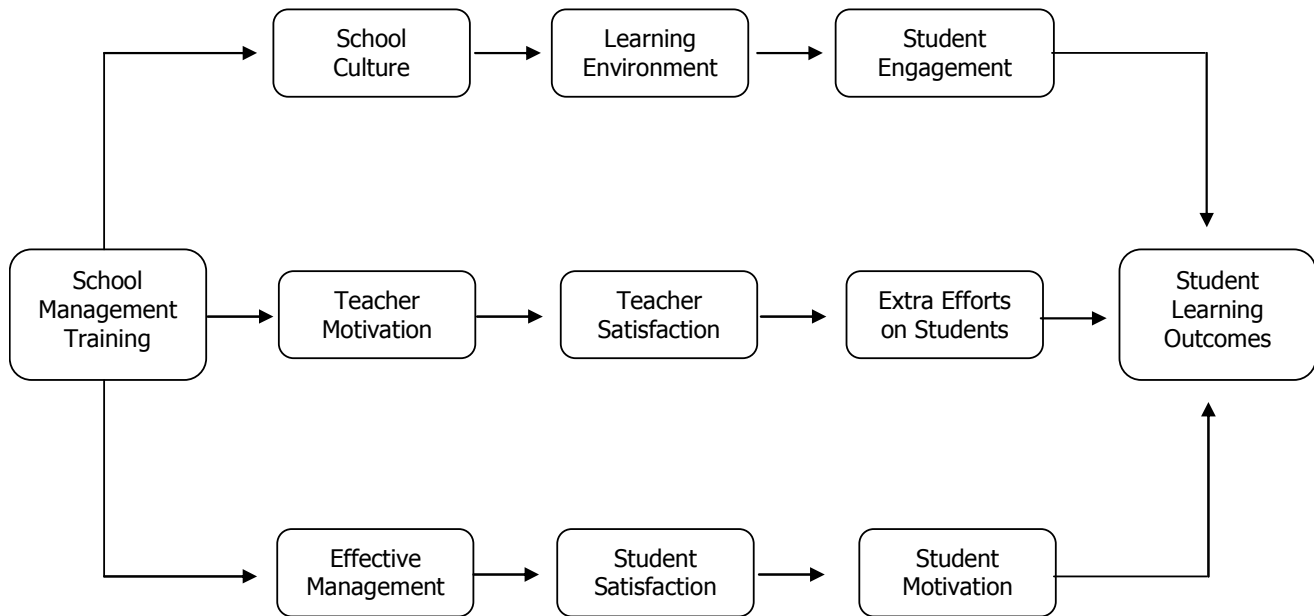 School
Culture
Learning
Environment
Student
Engagement
School
Management
Training
Teacher
Motivation
Teacher
Satisfaction
Extra Efforts
on Students
Student
Learning
Outcomes
Effective
Management
Student
Satisfaction
Student
Motivation